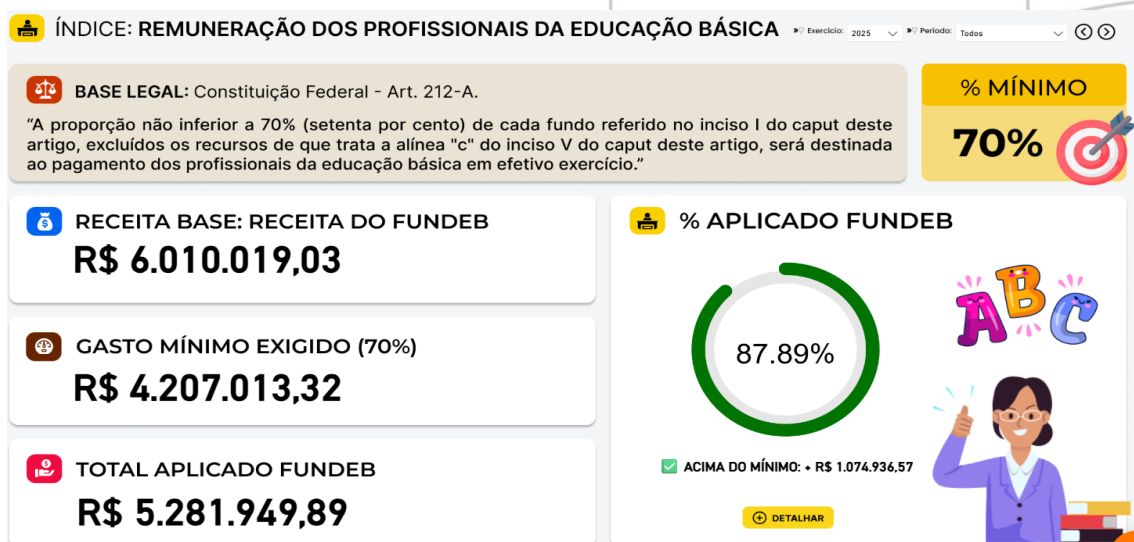 ÍNDICE: REMUNERAÇÃO DOS PROFISSIONAIS DA EDUCAÇÃO BÁSICA
Exercício: 2025
Período: Todos
BASE LEGAL: Constituição Federal - Art. 212-A.
“A proporção não inferior a 70% (setenta por cento) de cada fundo referido no inciso I do caput deste
artigo, excluídos os recursos de que trata a alínea "c" do inciso V do caput deste artigo, será destinada
ao pagamento dos profissionais da educação básica em efetivo exercício.”
% MÍNIMO
70%
RECEITA BASE: RECEITA DO FUNDEB
R$ 6.010.019,03
GASTO MÍNIMO EXIGIDO (70%)
R$ 4.207.013,32
TOTAL APLICADO FUNDEB
R$ 5.281.949,89
% APLICADO FUNDEB
87.89%
ABC
ACIMA DO MÍNIMO: + R$ 1.074.936,57
DETALHAR